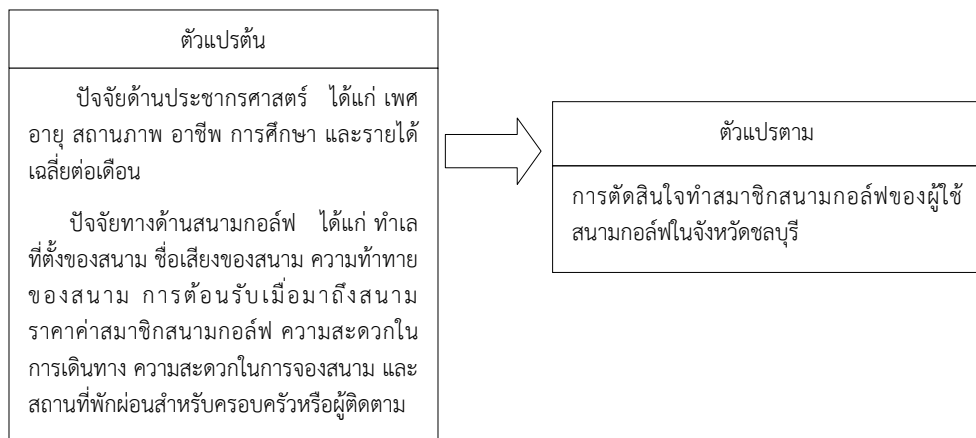 ตัวแปรต้น
ปัจจัยด้านประชากรศาสตร์ ได้แก่ เพศ
อายุ สถานภาพ อาชีพ การศึกษา และรายได้
เฉลี่ยต่อเดือน
ปัจจัยทางด้านสนามกอล์ฟ ได้แก่ ทำเล
ที่ตั้งของสนาม ชื่อเสียงของสนาม ความท้าทาย
ของสนาม การต้อนรับเมื่อมาถึงสนาม
ราคาค่าสมาชิกสนามกอล์ฟ ความสะดวกใน
การเดินทาง ความสะดวกในการจองสนาม และ
สถานที่พักผ่อนสำหรับครอบครัวหรือผู้ติดตาม
ตัวแปรตาม
การตัดสินใจทำสมาชิกสนามกอล์ฟของผู้ใช้
สนามกอล์ฟในจังหวัดชลบุรี